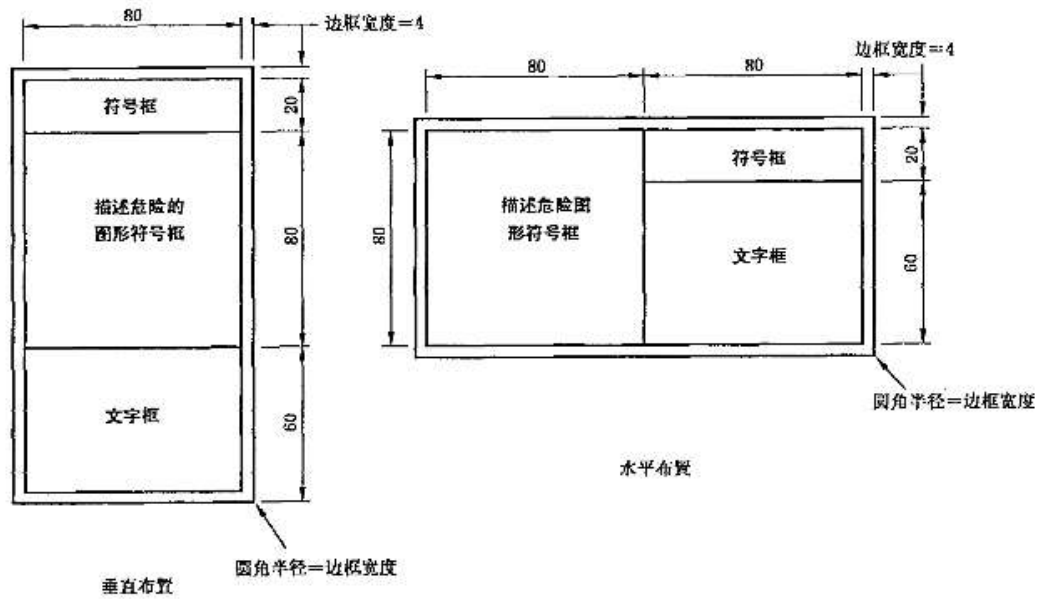 80
边框宽度=4
符号框
20
描述危险的
图形符号框
80
文字框
60
圆角半径=边框宽度
垂直布置
80
80
边框宽度=4
符号框
20
描述危险图
形符号框
80
文字框
60
圆角半径=边框宽度
水平布置